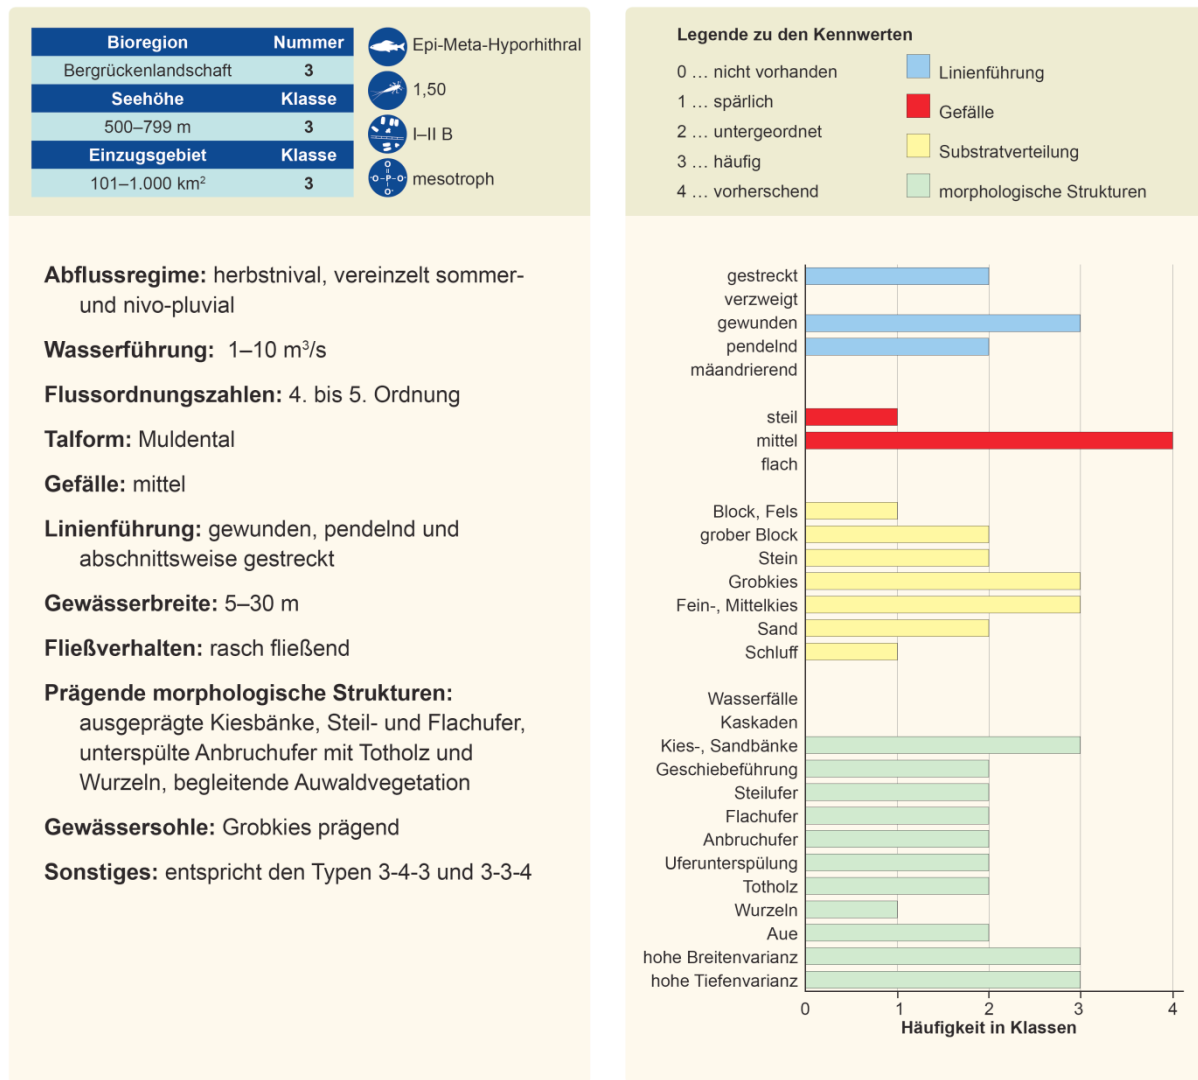 Bioregion Nummer
Bergrückenlandschaft 3
Seehöhe Klasse
500–799 m 3
Einzugsgebiet Klasse
101–1.000 km² 3
Epi-Meta-Hyporhithral
1,50
I–II B
O
O–P–O
O
mesotroph
Abflussregime: herbstnival, vereinzelt sommer-
und nivo-pluvial
Wasserführung: 1–10 m³/s
Flussordnungszahlen: 4. bis 5. Ordnung
Talform: Muldental
Gefälle: mittel
Linienführung: gewunden, pendelnd und
abschnittsweise gestreckt
Gewässerbreite: 5–30 m
Fließverhalten: rasch fließend
Prägende morphologische Strukturen:
ausgeprägte Kiesbänke, Steil- und Flachufer,
unterspülte Anbruchufer mit Totholz und
Wurzeln, begleitende Auwaldvegetation
Gewässersohle: Grobkies prägend
Sonstiges: entspricht den Typen 3-4-3 und 3-3-4
Legende zu den Kennwerten
0 ... nicht vorhanden
1 ... spärlich
2 ... untergeordnet
3 ... häufig
4 ... vorherschend
Linienführung
Gefälle
Substratverteilung
morphologische Strukturen
gestreckt
verzweigt
gewunden
pendelnd
mäandrierend
steil
mittel
flach
Block, Fels
grober Block
Stein
Grobkies
Fein-, Mittelkies
Sand
Schluff
Wasserfälle
Kaskaden
Kies-, Sandbänke
Geschiebeführung
Steilufer
Flachufer
Anbruchufer
Uferunterspülung
Totholz
Wurzeln
Aue
hohe Breitenvarianz
hohe Tiefenvarianz
0 1 2 3 4
Häufigkeit in Klassen